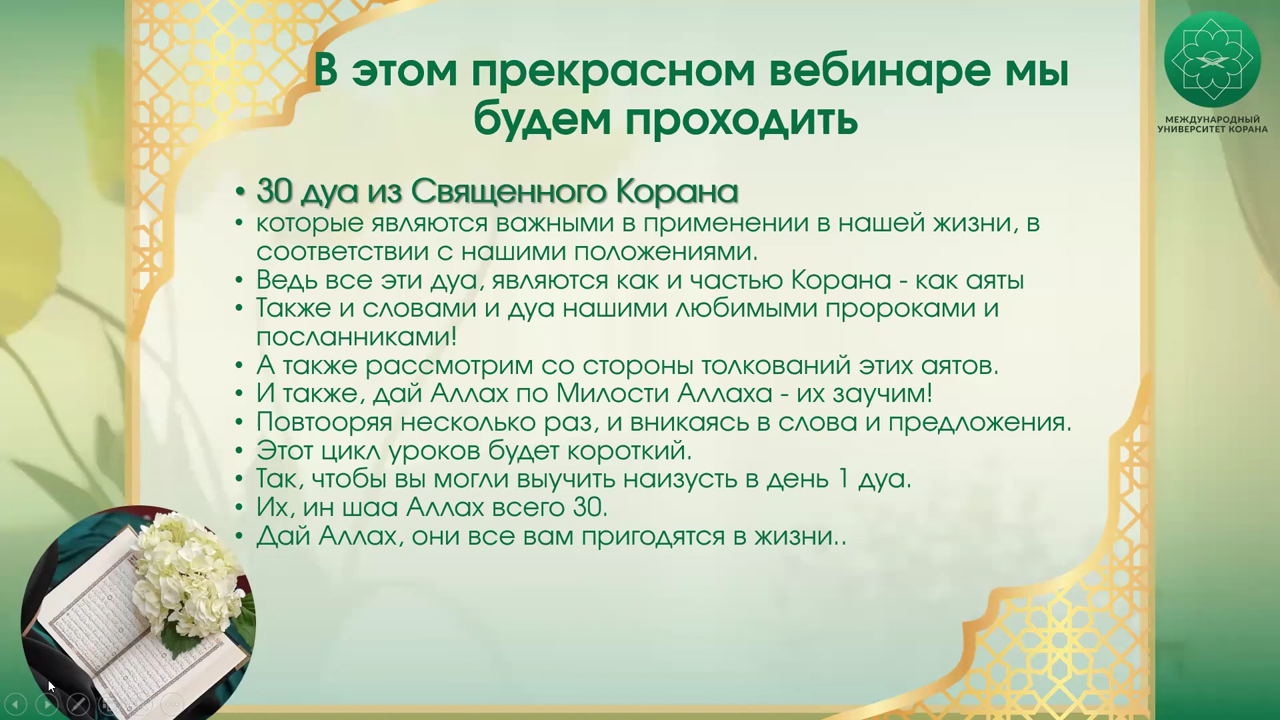 В этом прекрасном вебинаре мы
будем проходить
МЕЖДУНАРОДНЫЙ
УНИВЕРСИТЕТ КОРАНА
• 30 дуа из Священного Корана
• которые являются важными в применении в нашей жизни, в
соответствии с нашими положениями.
• Ведь все эти дуа, являются как и частью Корана - как аяты
• Также и словами и дуа нашими любимыми пророками и
посланниками!
• А также рассмотрим со стороны толкований этих аятов.
• И также, дай Аллах по Милости Аллаха - их заучим!
• Повтооряя несколько раз, и вникаясь в слова и предложения.
• Этот цикл уроков будет короткий.
• Так, чтобы вы могли выучить наизусть в день 1 дуа.
• Их, ин шаа Аллах всего 30.
• Дай Аллах, они все вам пригодятся в жизни..